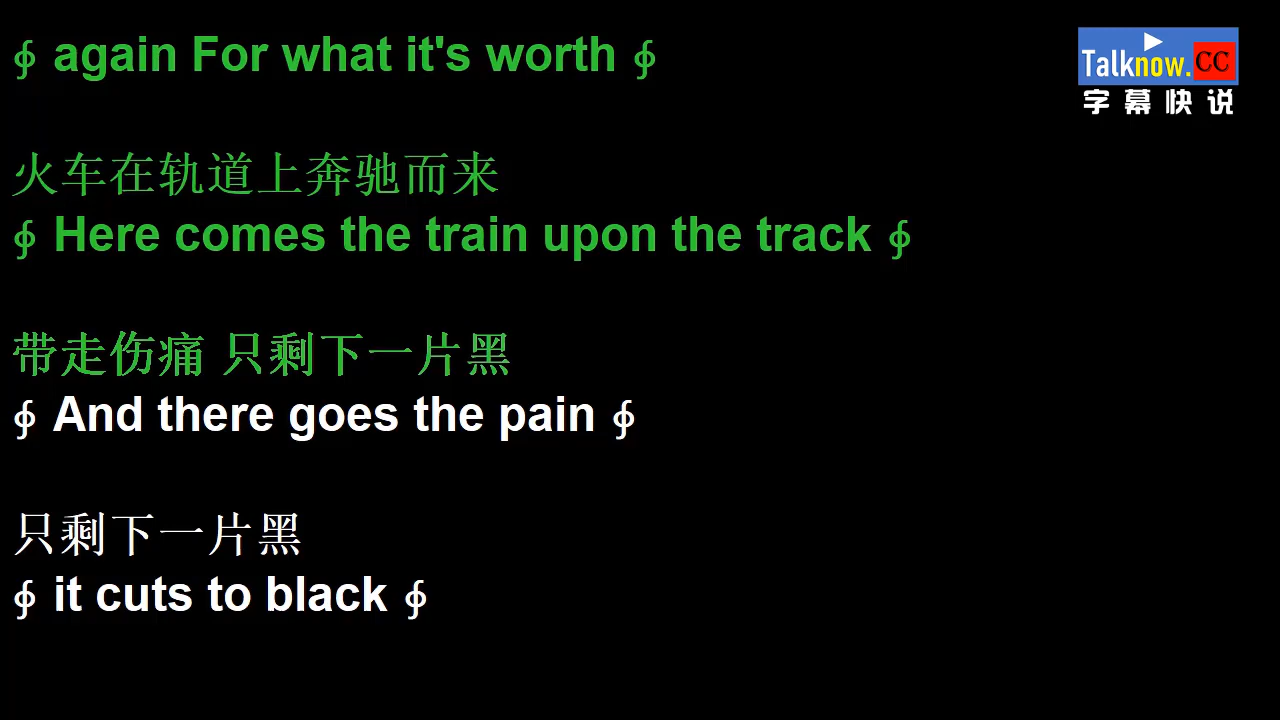 ∮ again For what it's worth ∮
Talknow.CC
字幕快说
火车在轨道上奔驰而来
∮ Here comes the train upon the track ∮
带走伤痛 只剩下一片黑
∮ And there goes the pain ∮
只剩下一片黑
∮ it cuts to black ∮